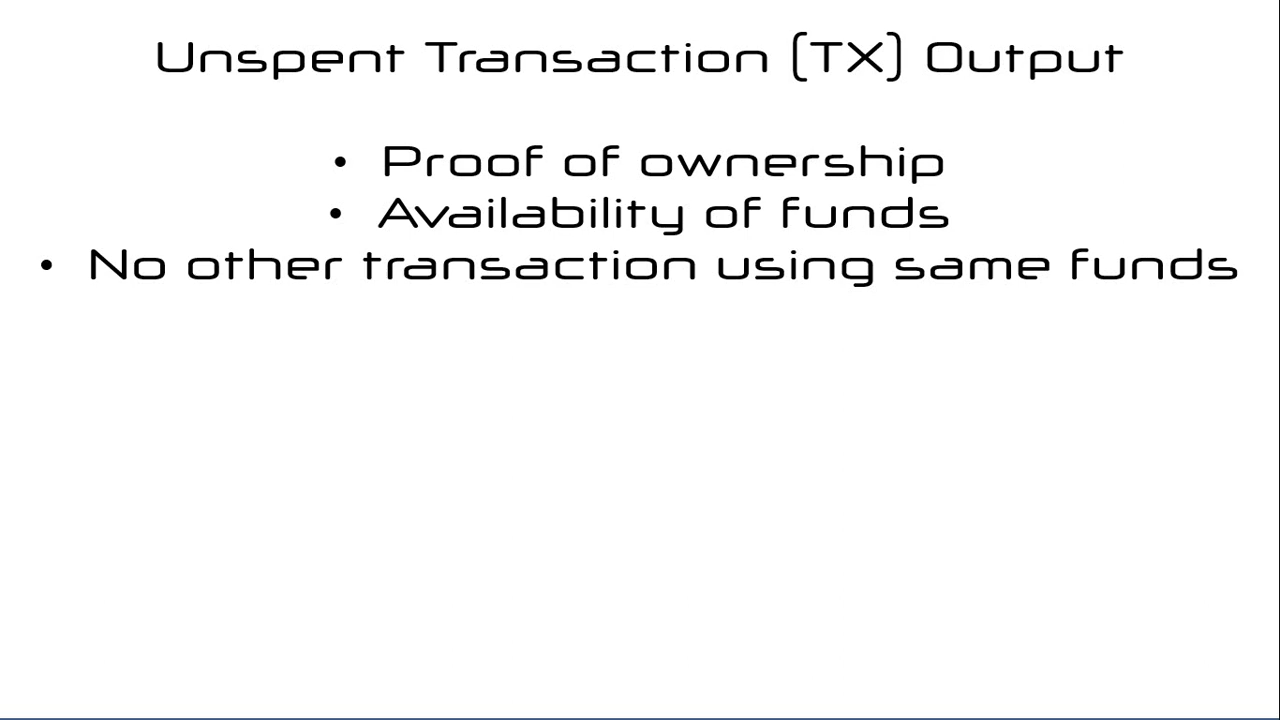 Unspent Transaction (TX) Output
• Proof of ownership
• Availability of funds
• No other transaction using same funds